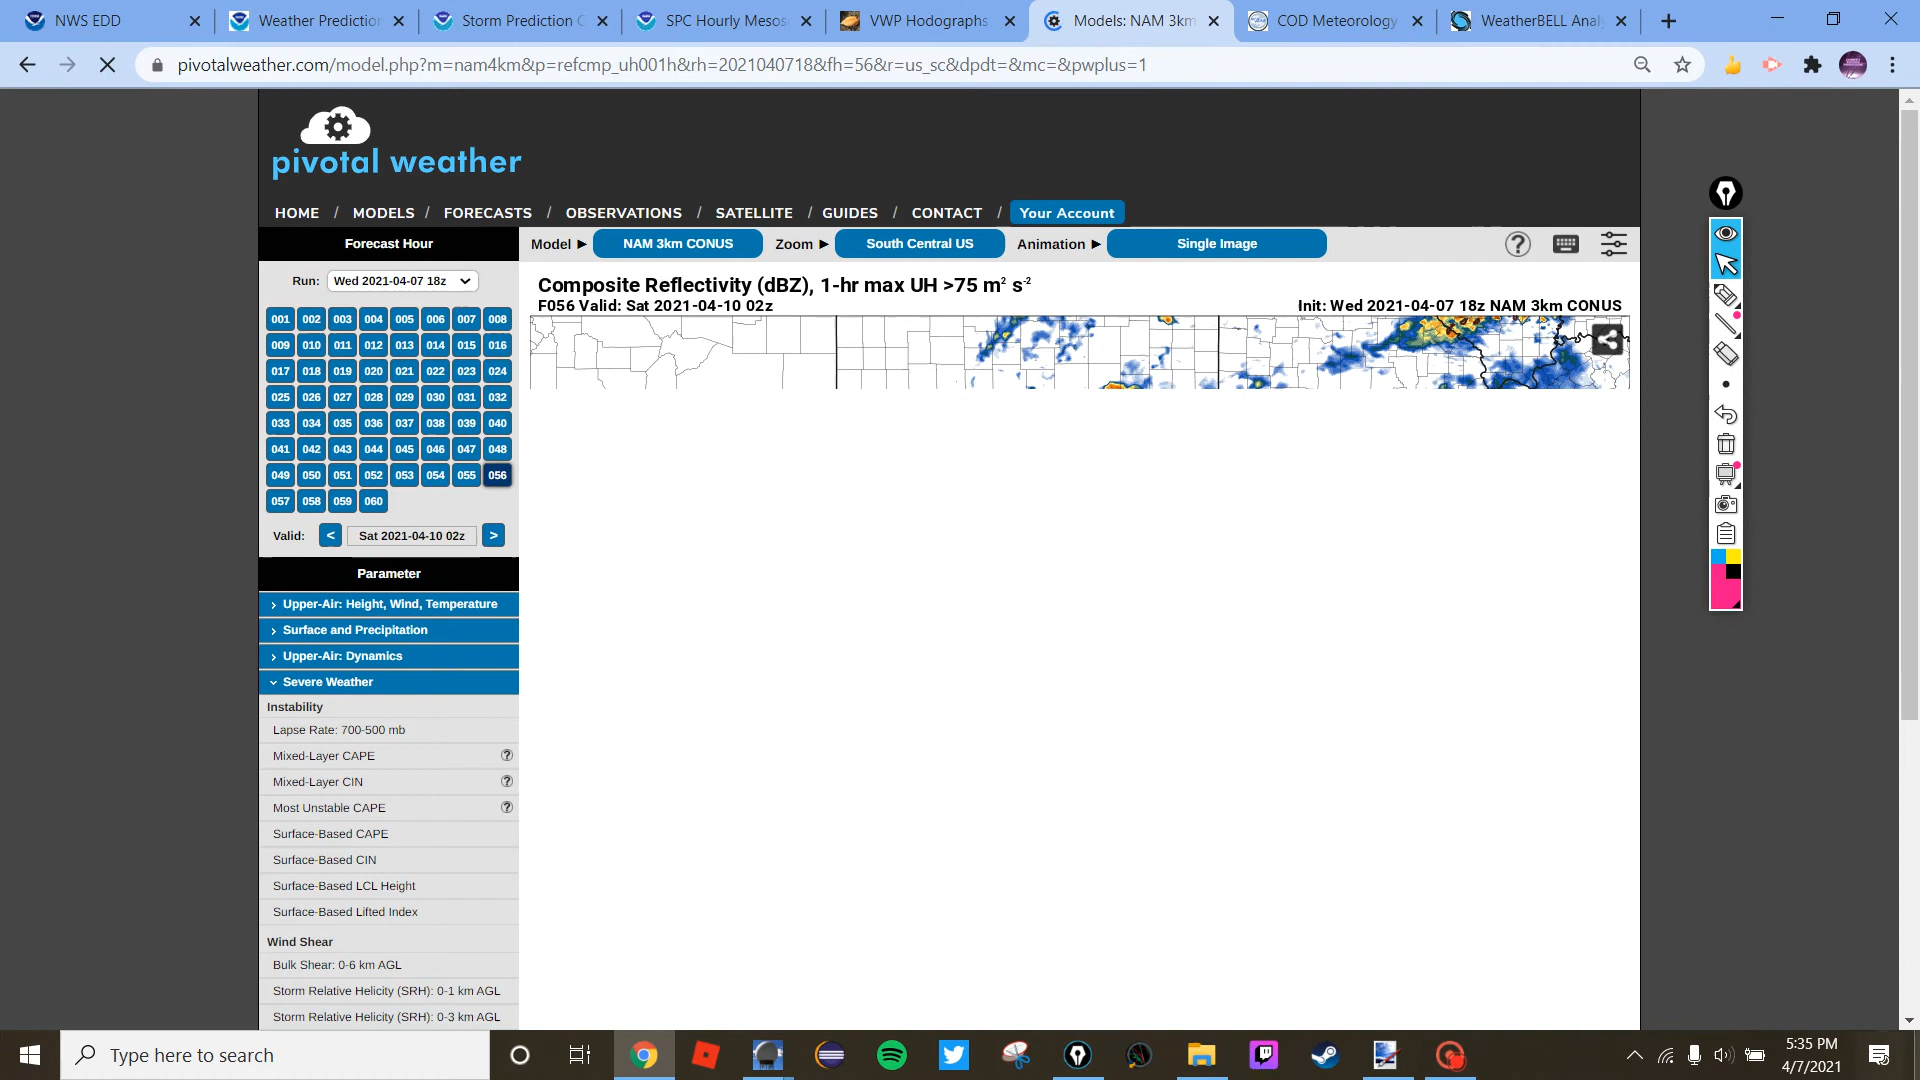 NWS EDD
Weather Prediction
Storm Prediction C
SPC Hourly Mesos
VWP Hodographs
Models: NAM 3km
COD Meteorology
WeatherBELL Anal
pivotalweather.com/model.php?m=nam4km&p=refcmp_uh001h&rh=2021040718&fh=56&r=us_sc&dpdt=&mc=&pwplus=1
pivotal weather
HOME / MODELS / FORECASTS / OBSERVATIONS / SATELLITE / GUIDES / CONTACT / Your Account
Forecast Hour
Model ▶ NAM 3km CONUS Zoom ▶ South Central US Animation ▶ Single Image
Run: Wed 2021-04-07 18z
001 002 003 004 005 006 007 008
009 010 011 012 013 014 015 016
017 018 019 020 021 022 023 024
025 026 027 028 029 030 031 032
033 034 035 036 037 038 039 040
041 042 043 044 045 046 047 048
049 050 051 052 053 054 055 056
057 058 059 060
Valid: < Sat 2021-04-10 02z >
Composite Reflectivity (dBZ), 1-hr max UH >75 m² s⁻²
F056 Valid: Sat 2021-04-10 02z
Init: Wed 2021-04-07 18z NAM 3km CONUS
Parameter
Upper-Air: Height, Wind, Temperature
Surface and Precipitation
Upper-Air: Dynamics
Severe Weather
Instability
Lapse Rate: 700-500 mb
Mixed-Layer CAPE ?
Mixed-Layer CIN ?
Most Unstable CAPE ?
Surface-Based CAPE
Surface-Based CIN
Surface-Based LCL Height
Surface-Based Lifted Index
Wind Shear
Bulk Shear: 0-6 km AGL
Storm Relative Helicity (SRH): 0-1 km AGL
Storm Relative Helicity (SRH): 0-3 km AGL
Type here to search
5:35 PM
4/7/2021